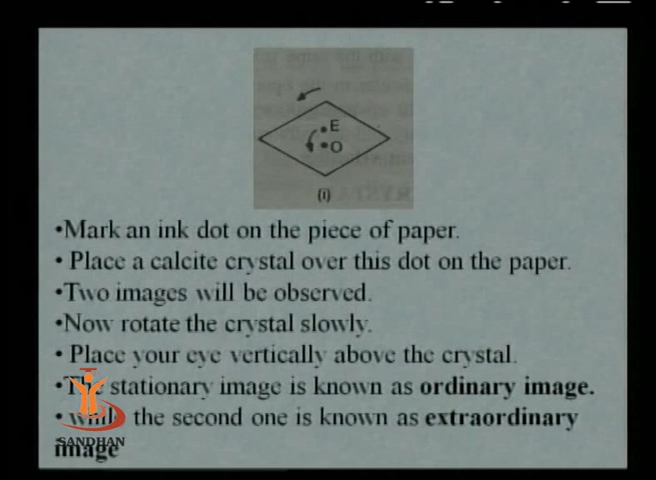 E
O
(i)
•Mark an ink dot on the piece of paper.
• Place a calcite crystal over this dot on the paper.
•Two images will be observed.
•Now rotate the crystal slowly.
• Place your eye vertically above the crystal.
•The stationary image is known as ordinary image.
• while the second one is known as extraordinary
image
SANDHAN